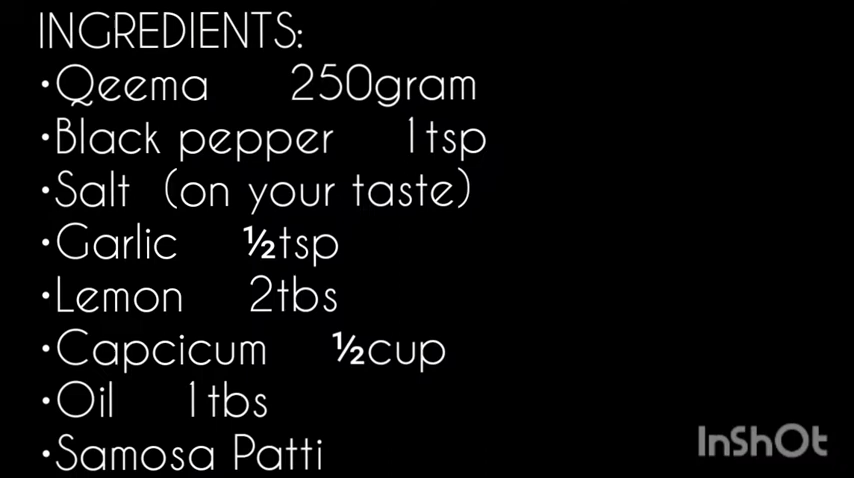 INGREDIENTS:
•Qeema 250gram
•Black pepper 1tsp
•Salt (on your taste)
•Garlic ½tsp
•Lemon 2tbs
•Capcicum ½cup
•Oil 1tbs
•Samosa Patti
InShOt